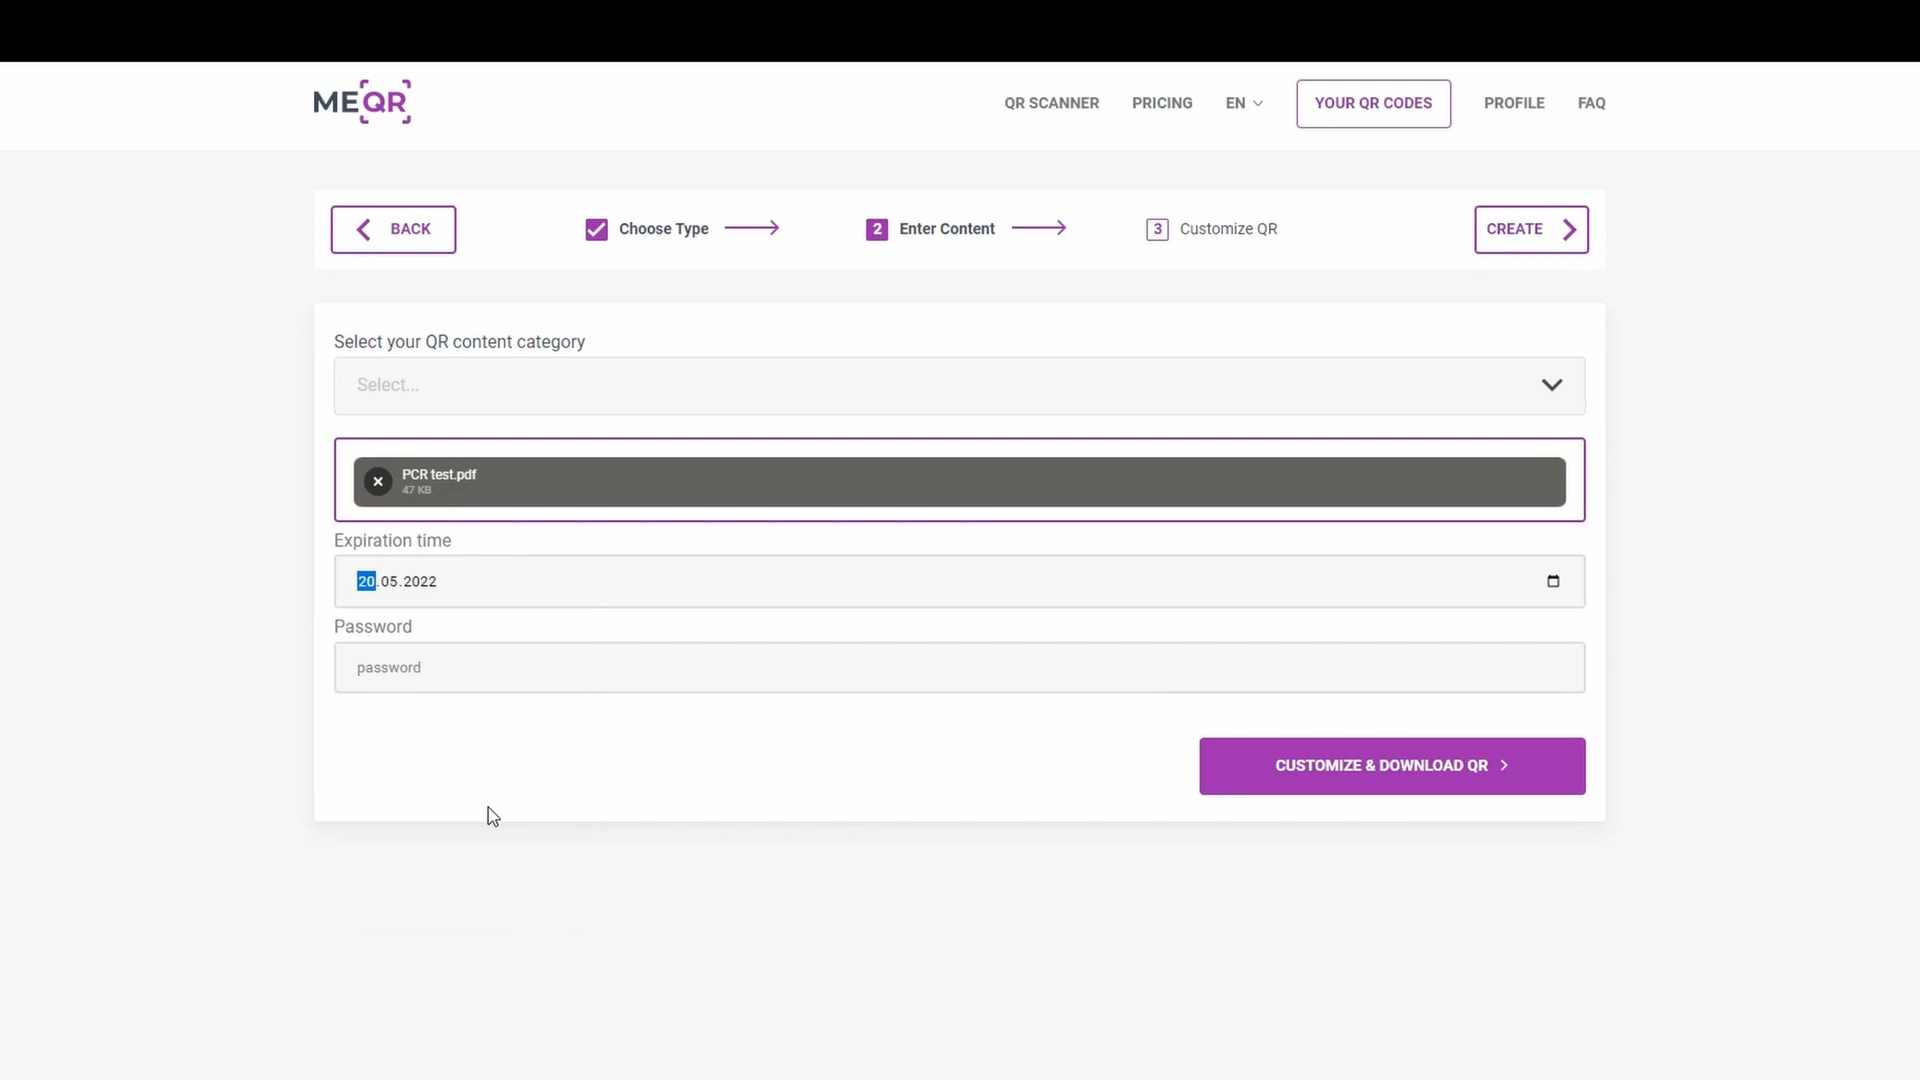 MEQR
QR SCANNER PRICING EN YOUR QR CODES PROFILE FAQ
BACK Choose Type 2 Enter Content 3 Customize QR CREATE
Select your QR content category
Select...
PCR test.pdf
47 KB
Expiration time
20.05.2022
Password
password
CUSTOMIZE & DOWNLOAD QR